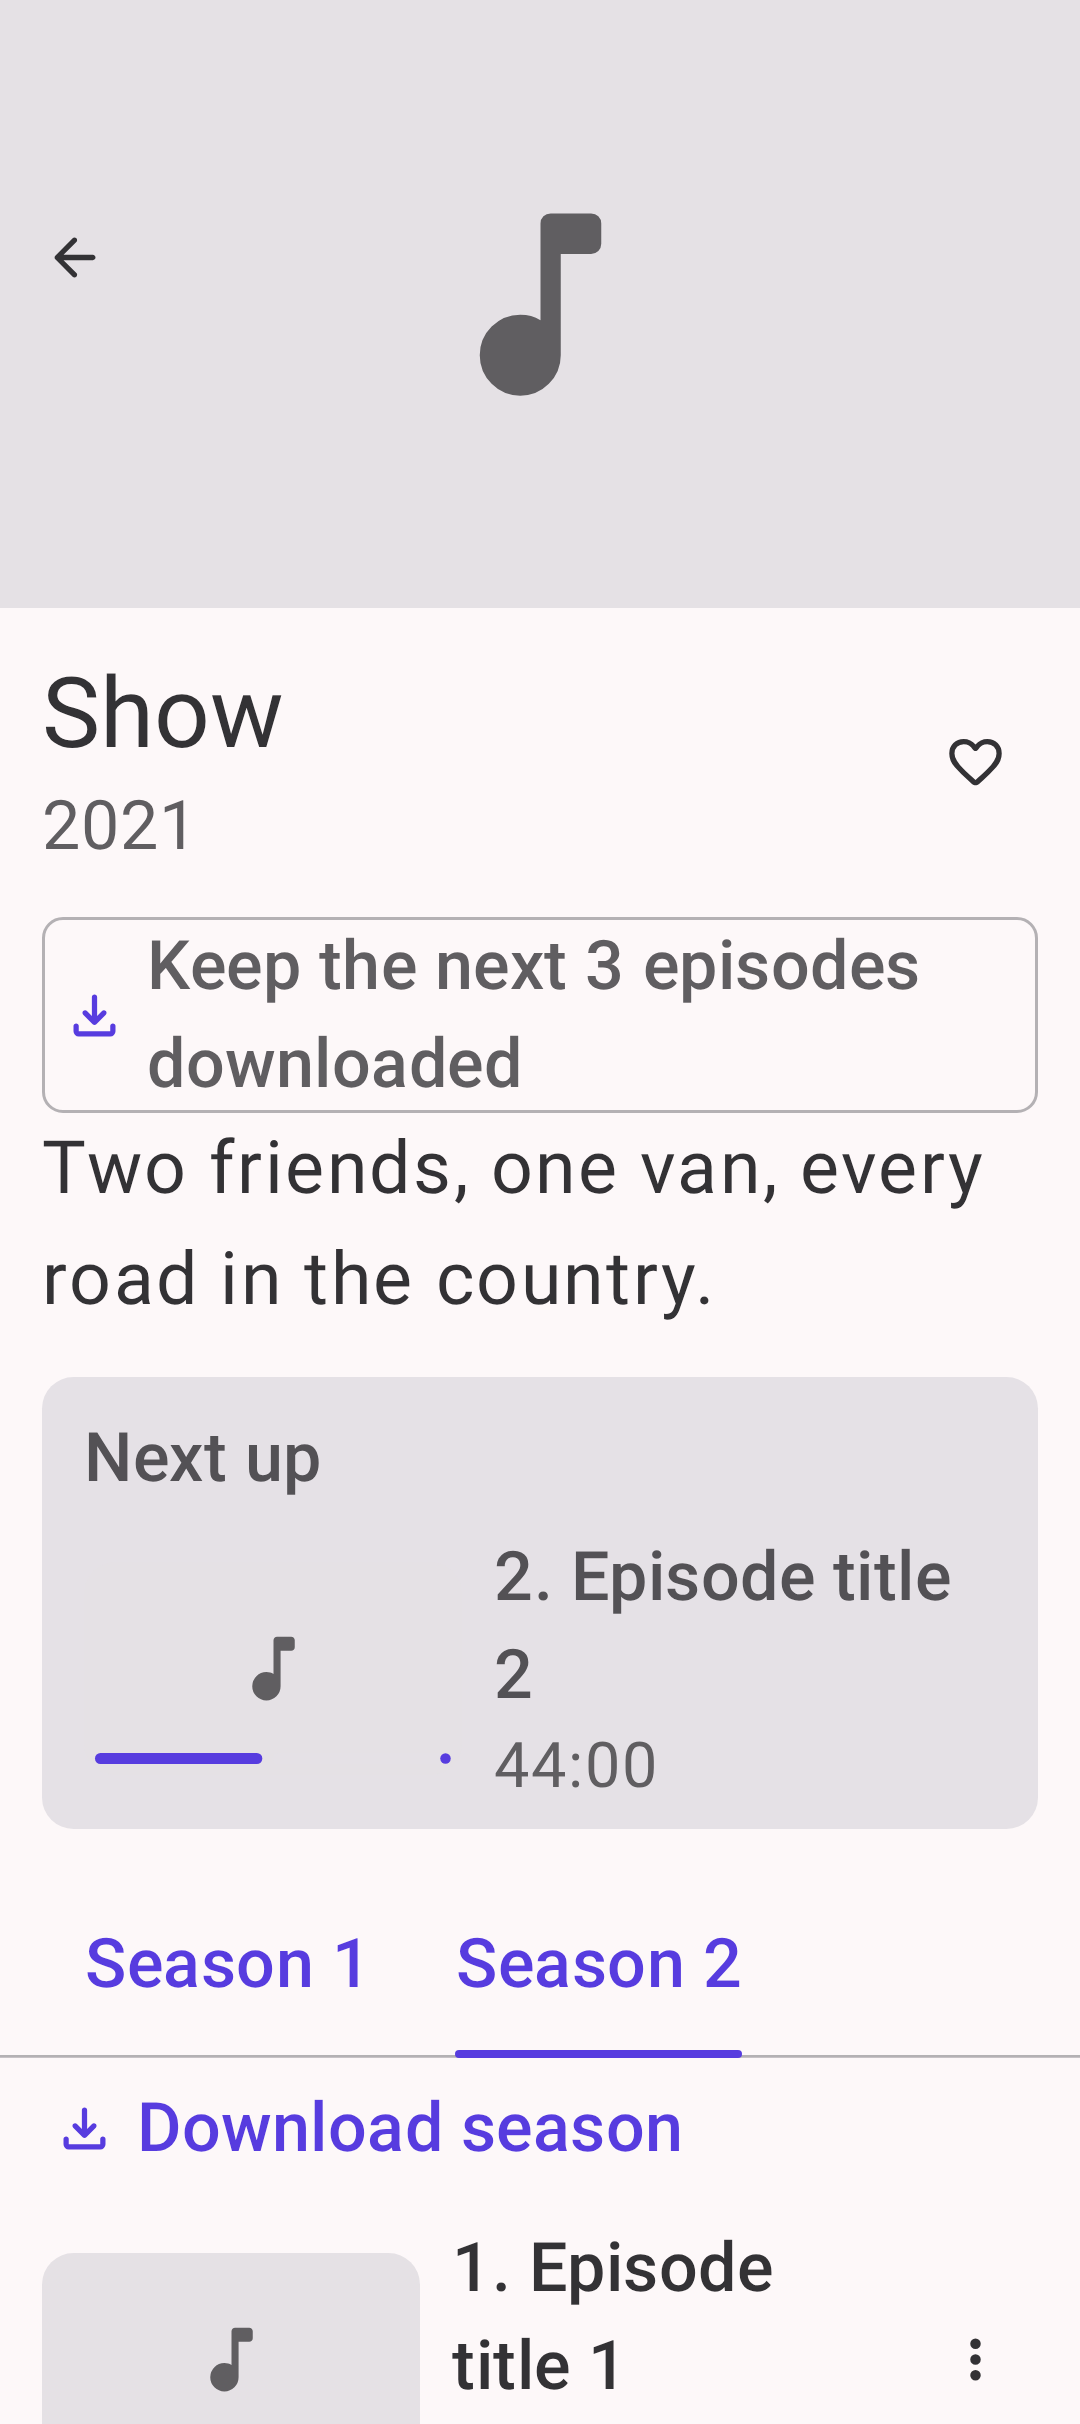 Show
2021
Keep the next 3 episodes
downloaded
Two friends, one van, every
road in the country.
Next up
2. Episode title
2
44:00
Season 1
Season 2
Download season
1. Episode
title 1